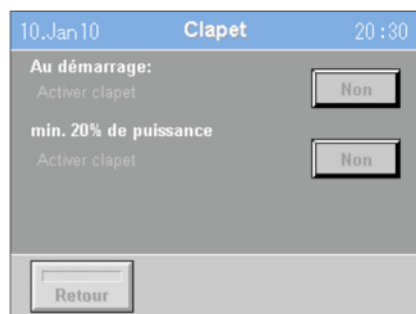 10.Jan10 Clapet 20:30
Au démarrage:
Activer clapet Non
min. 20% de puissance
Activer clapet Non
Retour